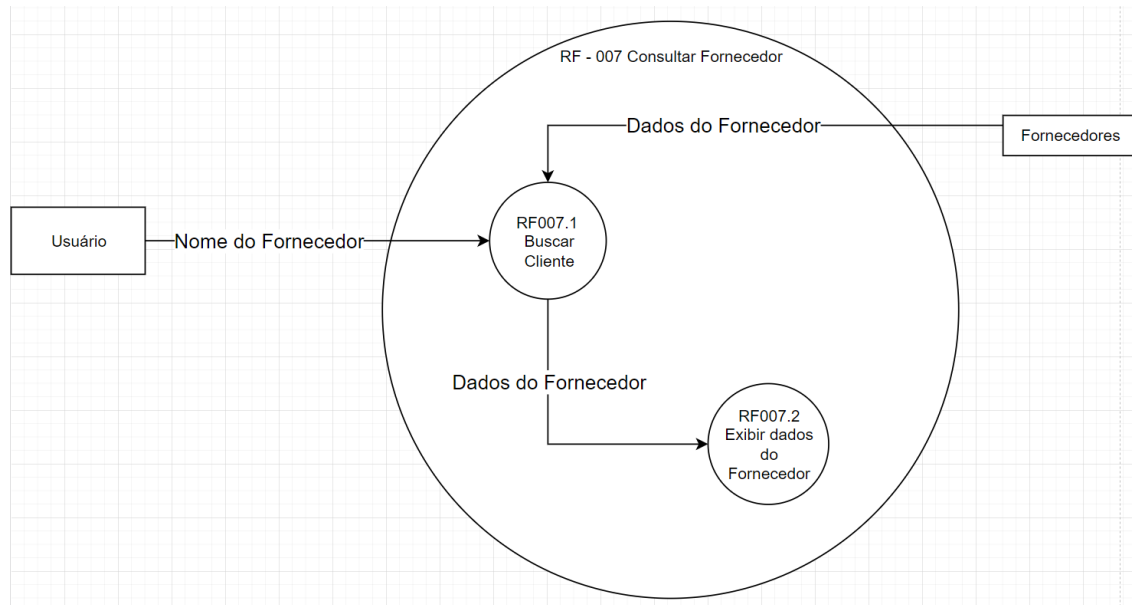 RF - 007 Consultar Fornecedor
Dados do Fornecedor
Fornecedores
Usuário
Nome do Fornecedor
RF007.1
Buscar
Cliente
Dados do Fornecedor
RF007.2
Exibir dados
do
Fornecedor